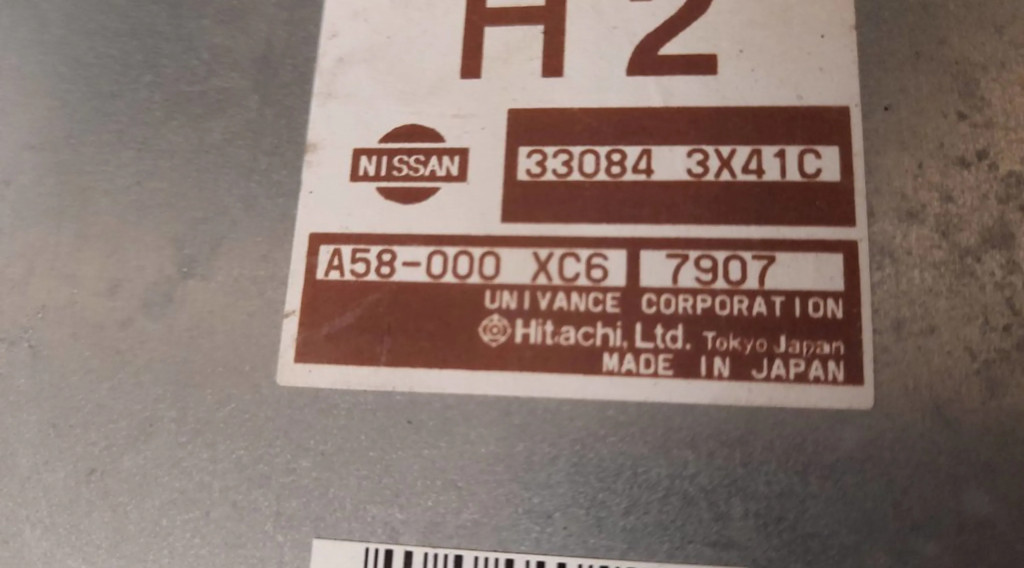 H2
NISSAN
33084 3X41C
A58-000 XC6 7907
UNIVANCE CORPORATION
Hitachi, Ltd. Tokyo Japan
MADE IN JAPAN